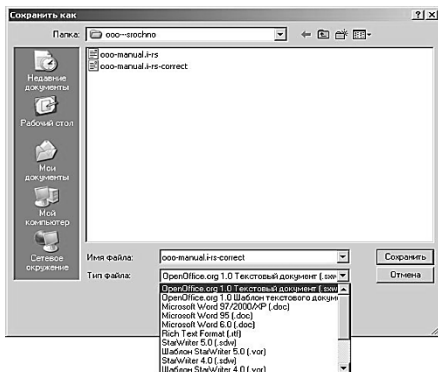 Сохранить как
Папка:
ooo---srochno
ooo-manual.i-rs
ooo-manual.i-rs-correct
Недавние
документы
Рабочий стол
Мои
документы
Мой
компьютер
Сетевое
окружение
Имя файла:
ooo-manual.i-rs-correct
Сохранить
Тип файла:
OpenOffice.org 1.0 Текстовый документ (.sxw
Отмена
OpenOffice.org 1.0 Текстовый документ (.sxw
OpenOffice.org 1.0 Шаблон текстового докум
Microsoft Word 97/2000/XP (.doc)
Microsoft Word 95 (.doc)
Microsoft Word 6.0 (.doc)
Rich Text Format (.rtf)
StarWriter 5.0 (.sdw)
Шаблон StarWriter 5.0 (.vor)
StarWriter 4.0 (.sdw)
Шаблон StarWriter 4.0 (.vor)